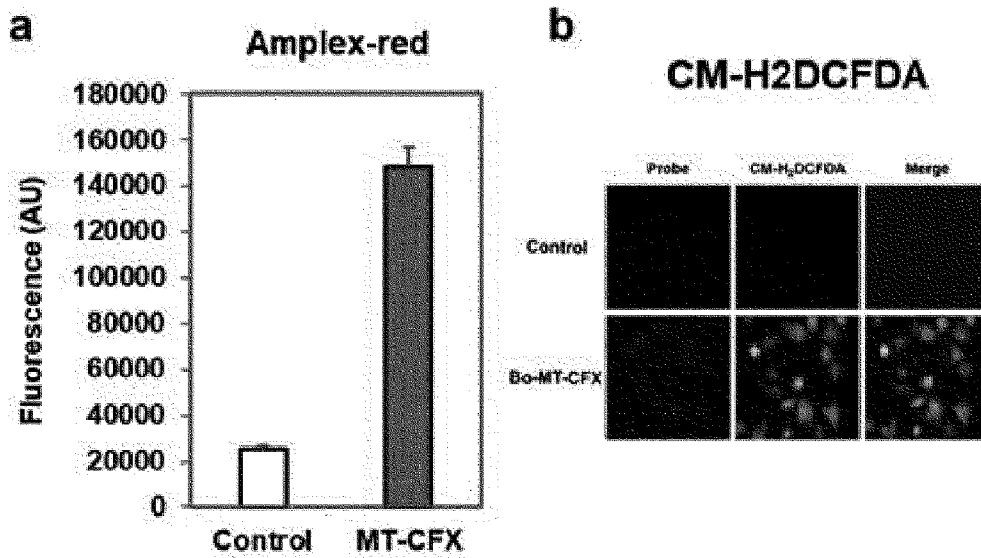 a
Amplex-red
180000
160000
140000
120000
100000
80000
60000
40000
20000
0
Fluorescence (AU)
Control
MT-CFX
b
CM-H2DCFDA
Probe
CM-H₂DCFDA
Merge
Control
Bo-MT-CFX